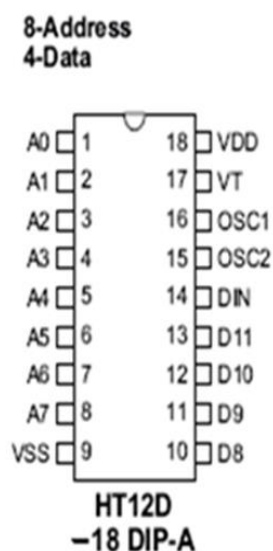 8-Address
4-Data
A0 1 18 VDD
A1 2 17 VT
A2 3 16 OSC1
A3 4 15 OSC2
A4 5 14 DIN
A5 6 13 D11
A6 7 12 D10
A7 8 11 D9
VSS 9 10 D8
HT12D
–18 DIP-A